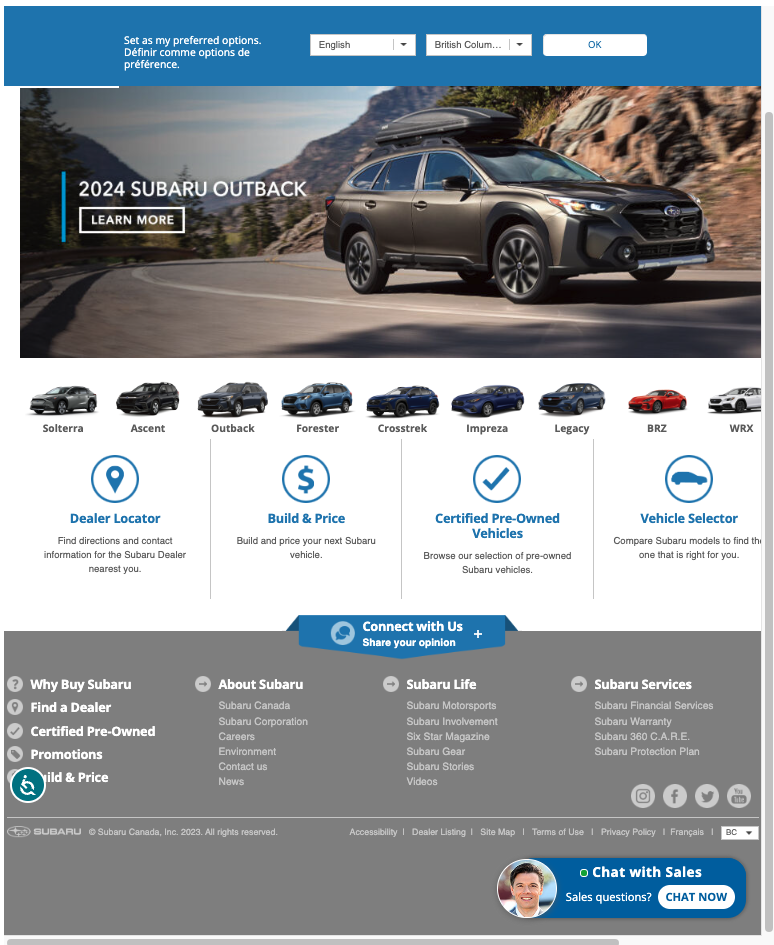 Set as my preferred options.
Définir comme options de
préférence.
English
British Colum...
OK
2024 SUBARU OUTBACK
LEARN MORE
Solterra
Ascent
Outback
Forester
Crosstrek
Impreza
Legacy
BRZ
WRX
Dealer Locator
Find directions and contact
information for the Subaru Dealer
nearest you.
Build & Price
Build and price your next Subaru
vehicle.
Certified Pre-Owned
Vehicles
Browse our selection of pre-owned
Subaru vehicles.
Vehicle Selector
Compare Subaru models to find the
one that is right for you.
Connect with Us
Share your opinion
+
Why Buy Subaru
Find a Dealer
Certified Pre-Owned
Promotions
uild & Price
About Subaru
Subaru Canada
Subaru Corporation
Careers
Environment
Contact us
News
Subaru Life
Subaru Motorsports
Subaru Involvement
Six Star Magazine
Subaru Gear
Subaru Stories
Videos
Subaru Services
Subaru Financial Services
Subaru Warranty
Subaru 360 C.A.R.E.
Subaru Protection Plan
You Tube
SUBARU © Subaru Canada, Inc. 2023. All rights reserved.
Accessibility | Dealer Listing | Site Map | Terms of Use | Privacy Policy | Français | BC
Chat with Sales
Sales questions? CHAT NOW